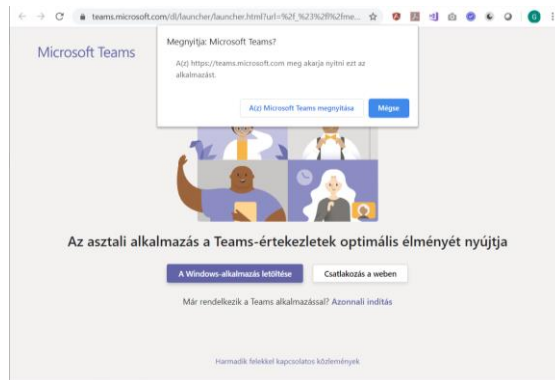 teams.microsoft.com/dl/launcher/launcher.html?url=%2f_%23%2fl%2fme...
Microsoft Teams
Megnyitja: Microsoft Teams?
A(z) https://teams.microsoft.com meg akarja nyitni ezt az
alkalmazást.
A(z) Microsoft Teams megnyitása
Mégse
Az asztali alkalmazás a Teams-értekezletek optimális élményét nyújtja
A Windows-alkalmazás letöltése
Csatlakozás a weben
Már rendelkezik a Teams alkalmazással? Azonnali indítás
Harmadik felekkel kapcsolatos közlemények